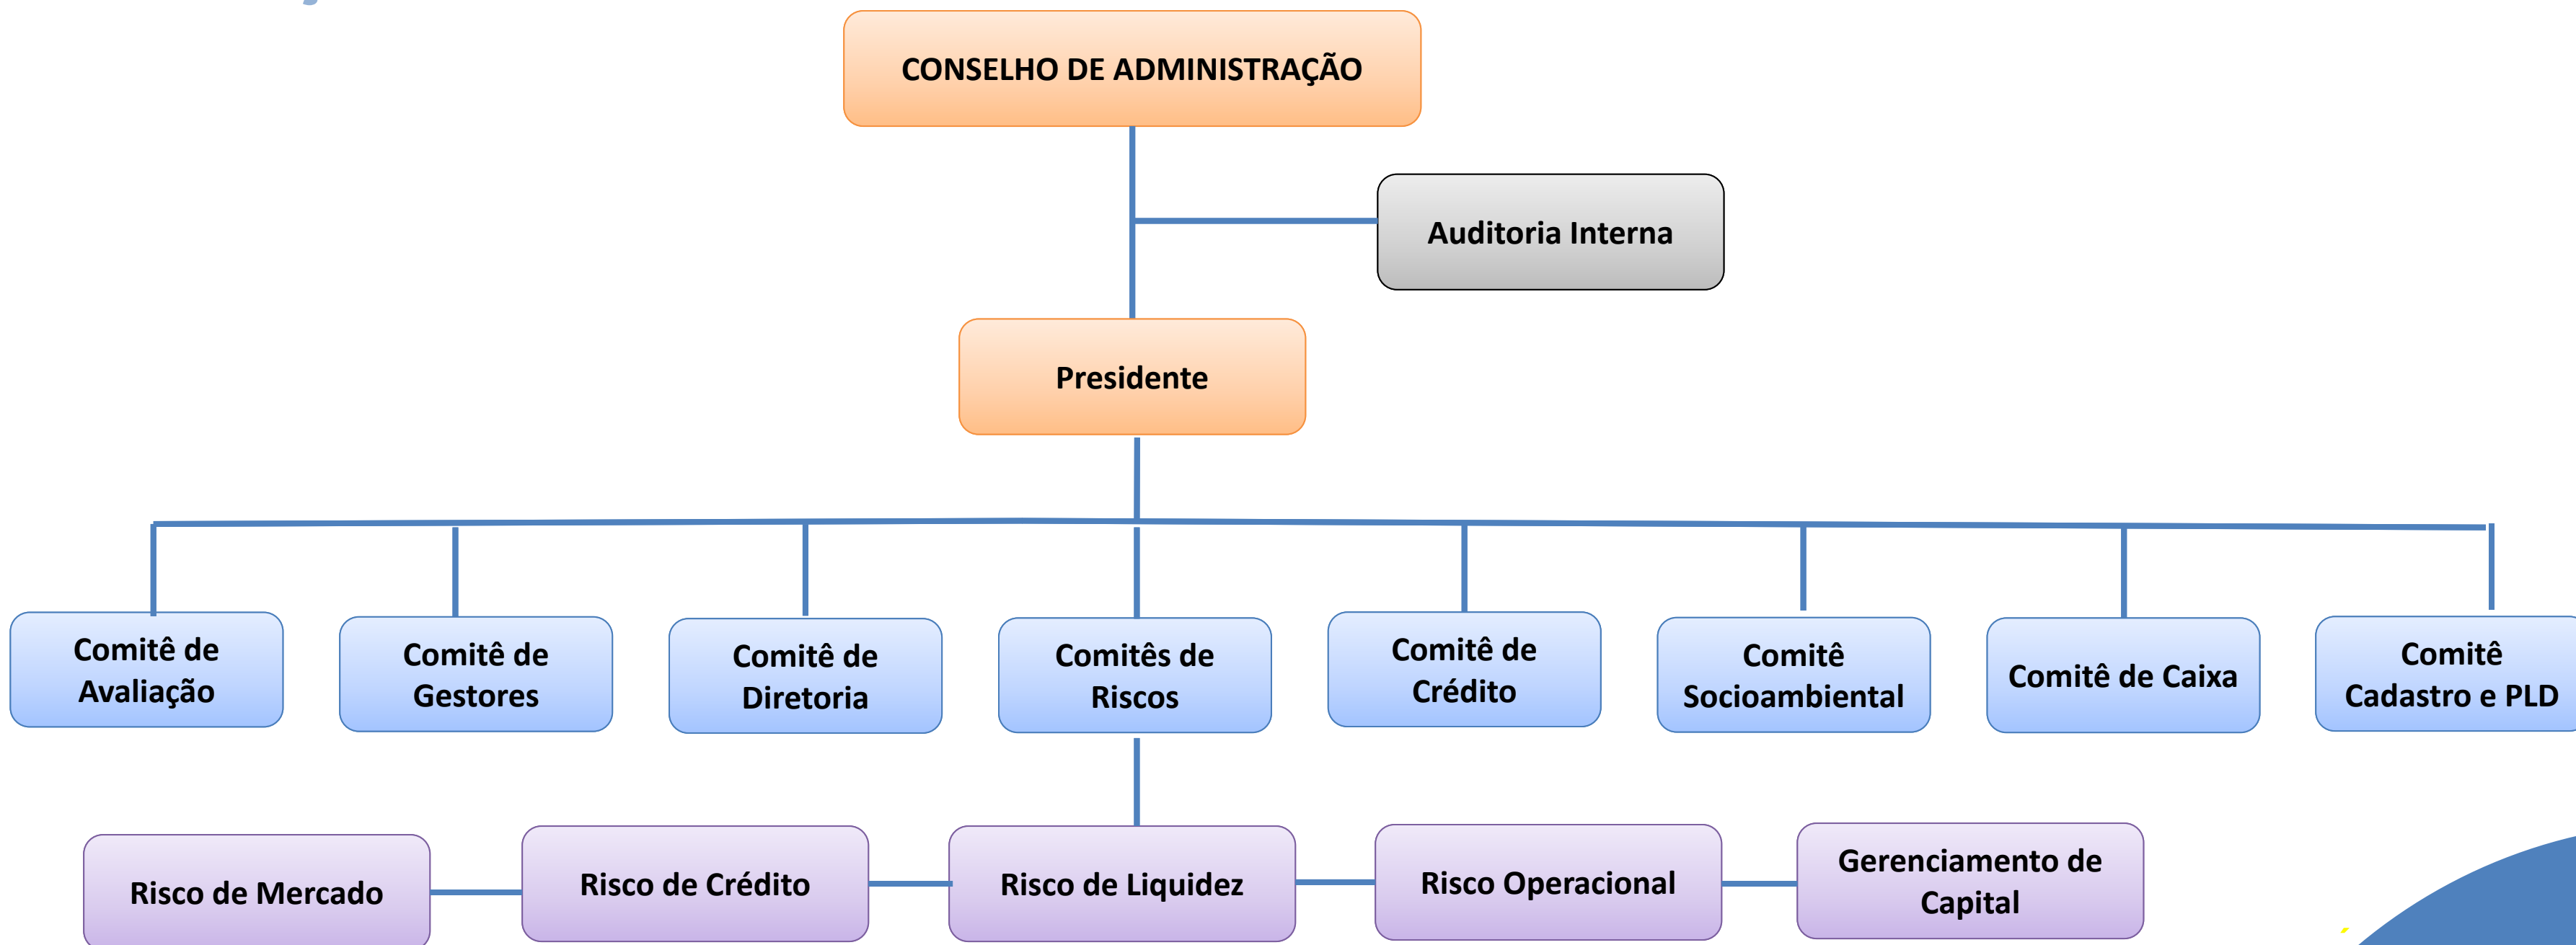 CONSELHO DE ADMINISTRAÇÃO
Auditoria Interna
Presidente
Comitê de
Avaliação
Comitê de
Gestores
Comitê de
Diretoria
Comitês de
Riscos
Comitê de
Crédito
Comitê
Socioambiental
Comitê de Caixa
Comitê
Cadastro e PLD
Risco de Mercado
Risco de Crédito
Risco de Liquidez
Risco Operacional
Gerenciamento de
Capital